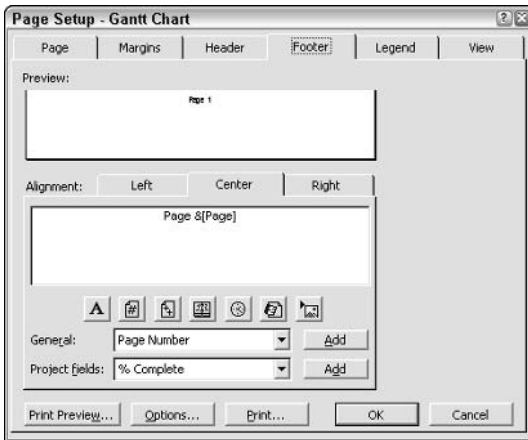 Page Setup - Gantt Chart
Page Margins Header Footer Legend View
Preview:
Page 1
Alignment: Left Center Right
Page &[Page]
A #
General: Page Number Add
Project fields: % Complete Add
Print Preview... Options... Print... OK Cancel